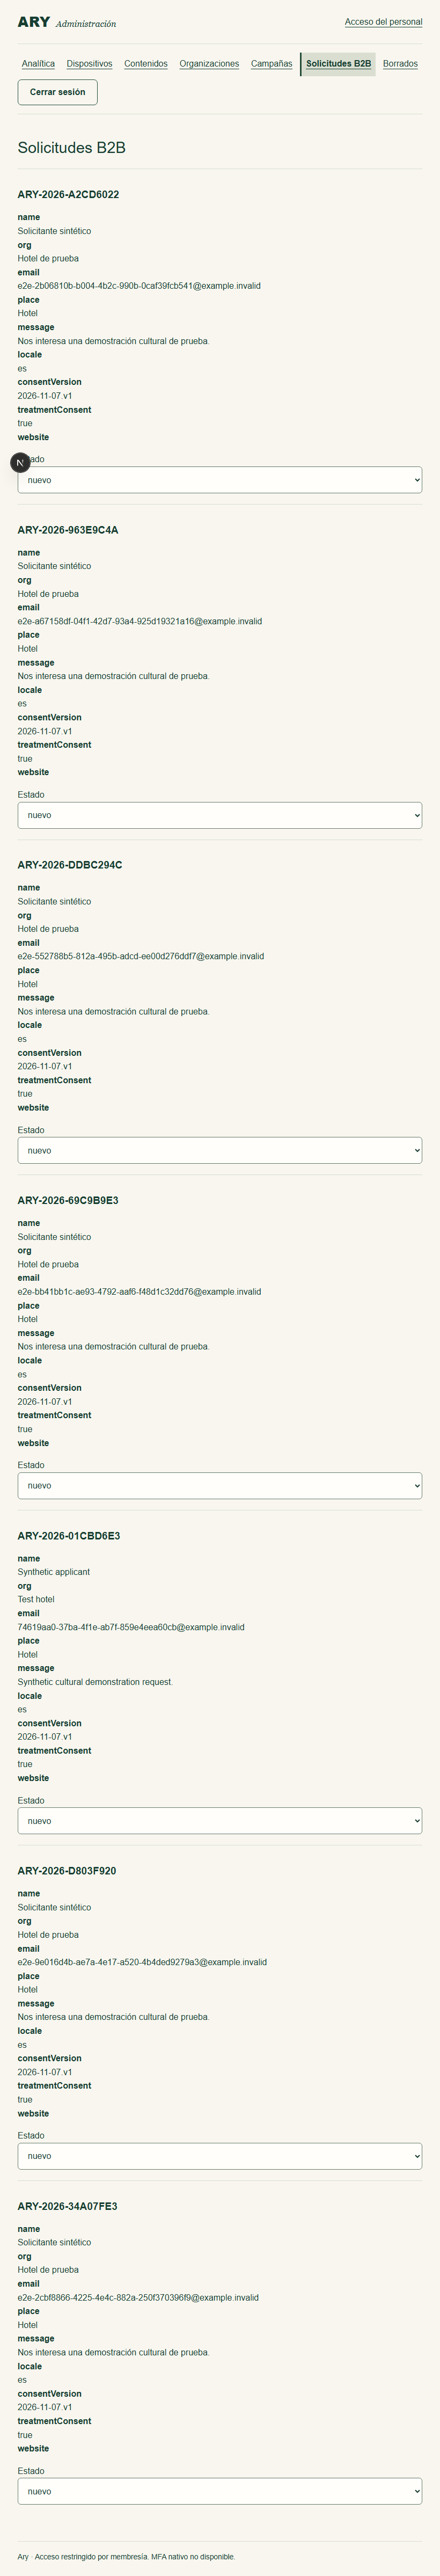 ARY Administración
Acceso del personal
Analítica Dispositivos Contenidos Organizaciones Campañas Solicitudes B2B Borrados
Cerrar sesión
Solicitudes B2B
ARY-2026-A2CD6022
name
Solicitante sintético
org
Hotel de prueba
email
e2e-2b06810b-b004-4b2c-990b-0caf39fcb541@example.invalid
place
Hotel
message
Nos interesa una demostración cultural de prueba.
locale
es
consentVersion
2026-11-07.v1
treatmentConsent
true
website
N
nuevo
ARY-2026-963E9C4A
name
Solicitante sintético
org
Hotel de prueba
email
e2e-a67158df-04f1-42d7-93a4-925d19321a16@example.invalid
place
Hotel
message
Nos interesa una demostración cultural de prueba.
locale
es
consentVersion
2026-11-07.v1
treatmentConsent
true
website
Estado
nuevo
ARY-2026-DDBC294C
name
Solicitante sintético
org
Hotel de prueba
email
e2e-552788b5-812a-495b-adcd-ee00d276ddf7@example.invalid
place
Hotel
message
Nos interesa una demostración cultural de prueba.
locale
es
consentVersion
2026-11-07.v1
treatmentConsent
true
website
Estado
nuevo
ARY-2026-69C9B9E3
name
Solicitante sintético
org
Hotel de prueba
email
e2e-bb41bb1c-ae93-4792-aaf6-f48d1c32dd76@example.invalid
place
Hotel
message
Nos interesa una demostración cultural de prueba.
locale
es
consentVersion
2026-11-07.v1
treatmentConsent
true
website
Estado
nuevo
ARY-2026-01CBD6E3
name
Synthetic applicant
org
Test hotel
email
74619aa0-37ba-4f1e-ab7f-859e4eea60cb@example.invalid
place
Hotel
message
Synthetic cultural demonstration request.
locale
es
consentVersion
2026-11-07.v1
treatmentConsent
true
website
Estado
nuevo
ARY-2026-D803F920
name
Solicitante sintético
org
Hotel de prueba
email
e2e-9e016d4b-ae7a-4e17-a520-4b4ded9279a3@example.invalid
place
Hotel
message
Nos interesa una demostración cultural de prueba.
locale
es
consentVersion
2026-11-07.v1
treatmentConsent
true
website
Estado
nuevo
ARY-2026-34A07FE3
name
Solicitante sintético
org
Hotel de prueba
email
e2e-2cbf8866-4225-4e4c-882a-250f370396f9@example.invalid
place
Hotel
message
Nos interesa una demostración cultural de prueba.
locale
es
consentVersion
2026-11-07.v1
treatmentConsent
true
website
Estado
nuevo
Ary · Acceso restringido por membresía. MFA nativo no disponible.